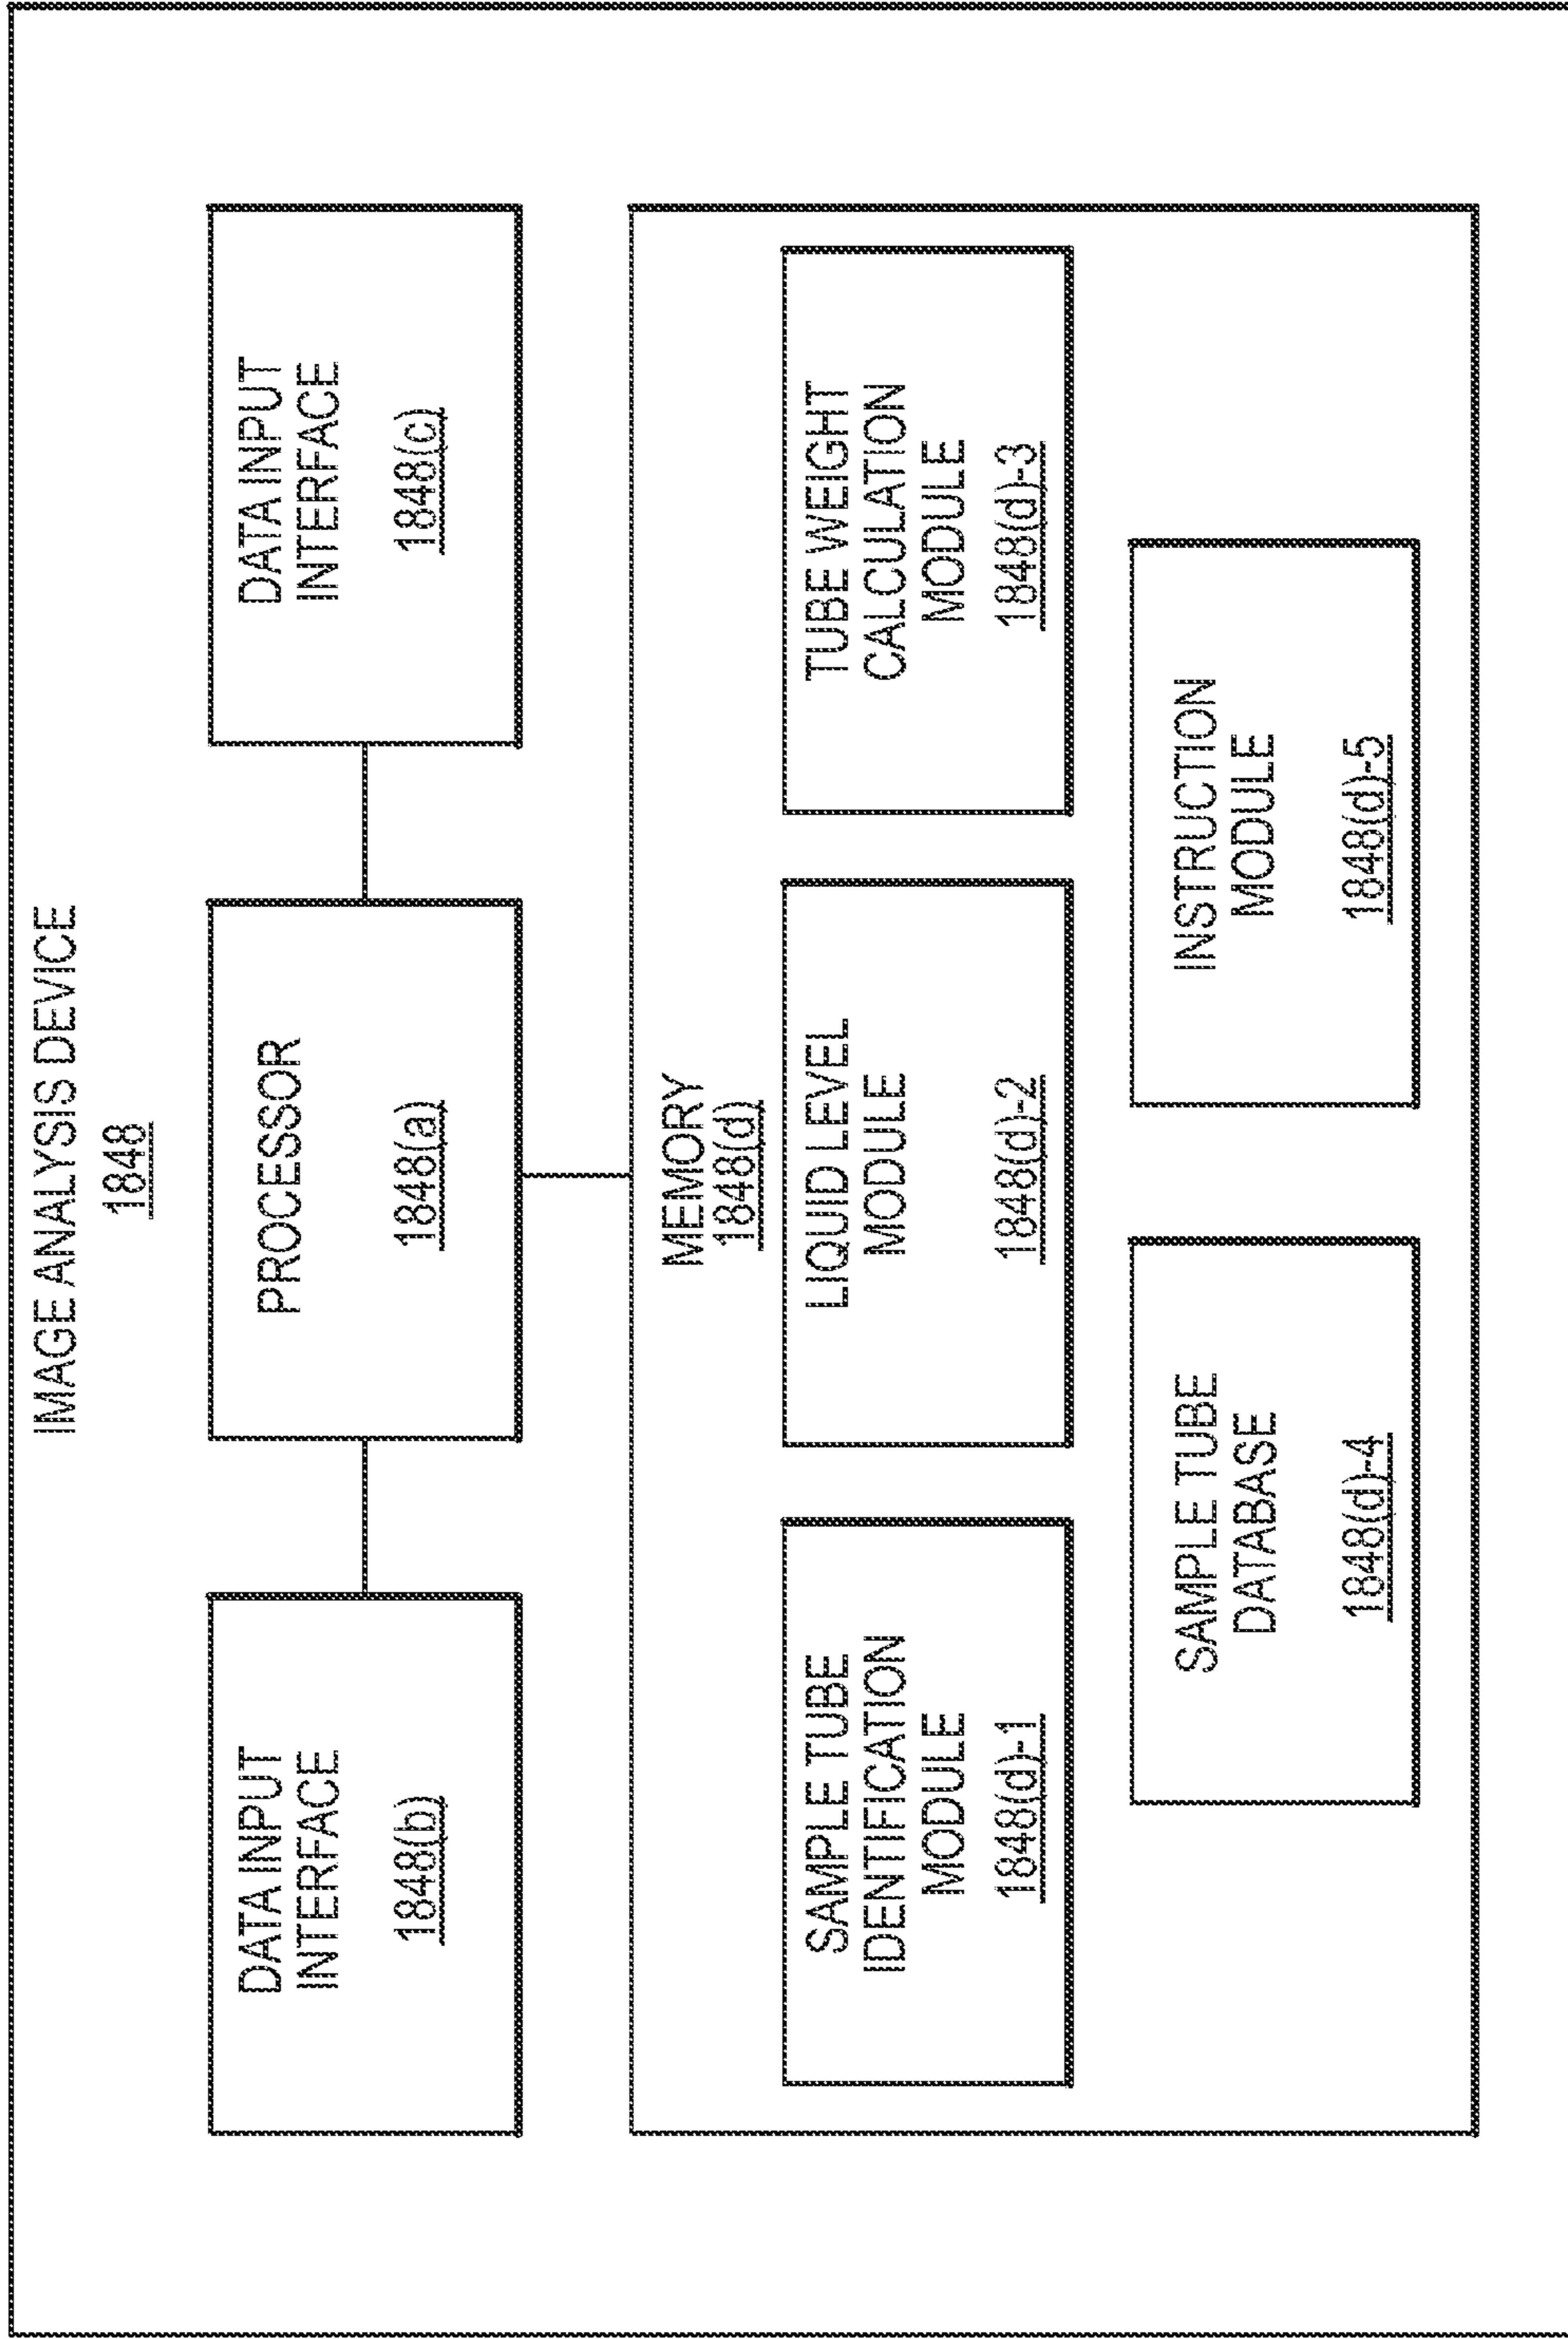 IMAGE ANALYSIS DEVICE
1848
DATA INPUT
INTERFACE
1848(b)
PROCESSOR
1848(a)
DATA INPUT
INTERFACE
1848(c)
MEMORY
1848(d)
SAMPLE TUBE
IDENTIFICATION
MODULE
1848(d)-1
LIQUID LEVEL
MODULE
1848(d)-2
TUBE WEIGHT
CALCULATION
MODULE
1848(d)-3
SAMPLE TUBE
DATABASE
1848(d)-4
INSTRUCTION
MODULE
1848(d)-5